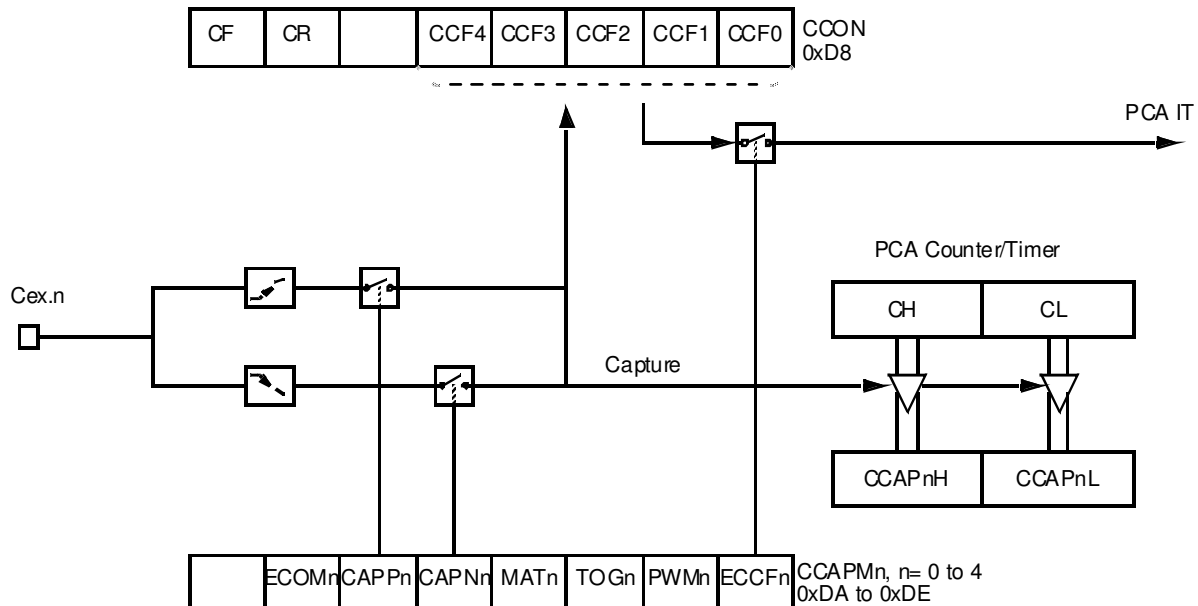 CF CR CCF4 CCF3 CCF2 CCF1 CCF0 CCON
0xD8
PCA IT
PCA Counter/Timer
Cex.n
CH CL
Capture
CCAPnH CCAPnL
ECOMn CAPPn CAPNn MATn TOGn PWMn ECCFn CCAPMn, n= 0 to 4
0xDA to 0xDE